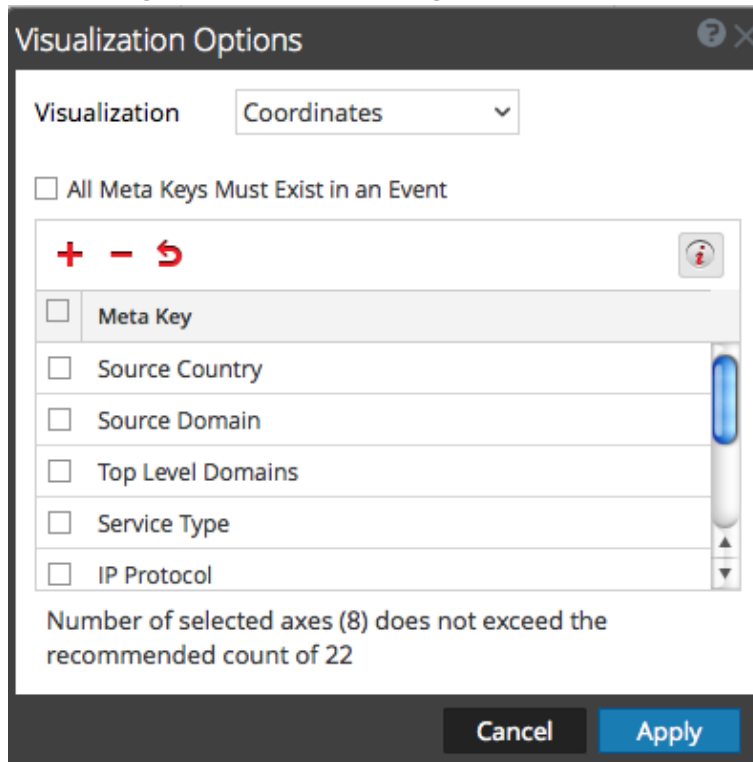 Visualization Options
Visualization Coordinates
All Meta Keys Must Exist in an Event
Meta Key
Source Country
Source Domain
Top Level Domains
Service Type
IP Protocol
Number of selected axes (8) does not exceed the
recommended count of 22
Cancel Apply